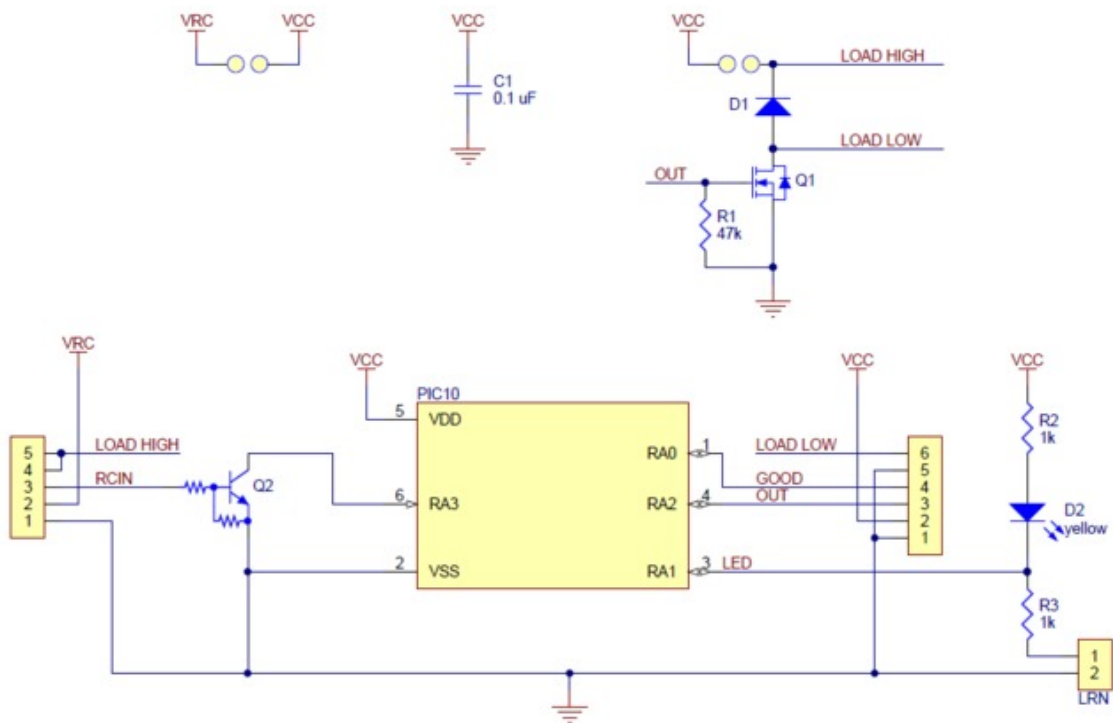 VRC
VCC
VCC
C1
0.1 uF
VCC
LOAD HIGH
D1
LOAD LOW
OUT
Q1
R1
47k
VRC
VCC
PIC10
5
VDD
VCC
VCC
R2
1k
5
LOAD HIGH
4
3
RCIN
2
1
Q2
6
RA3
2
VSS
RA0
1
LOAD LOW
GOOD
RA2
4
OUT
RA1
3
LED
6
5
4
3
2
1
D2
yellow
R3
1k
1
2
LRN